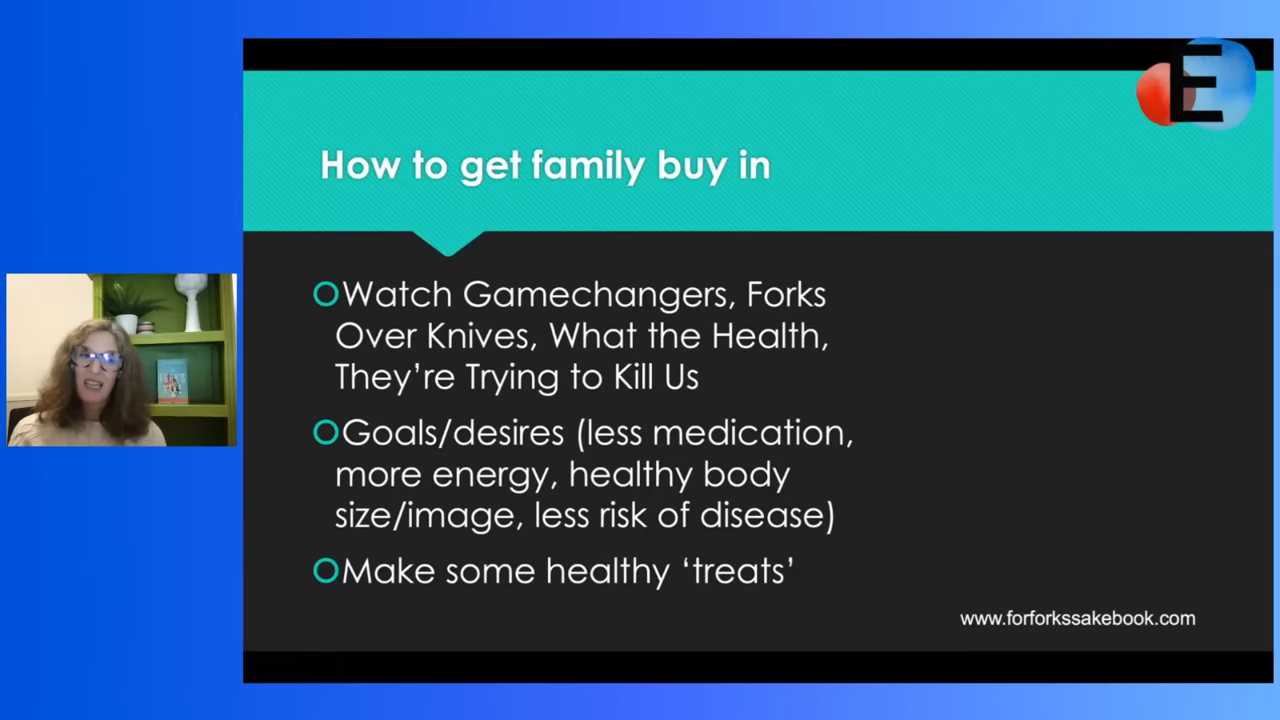 E
How to get family buy in
Watch Gamechangers, Forks
Over Knives, What the Health,
They’re Trying to Kill Us
Goals/desires (less medication,
more energy, healthy body
size/image, less risk of disease)
Make some healthy ‘treats’
www.forforkssakebook.com